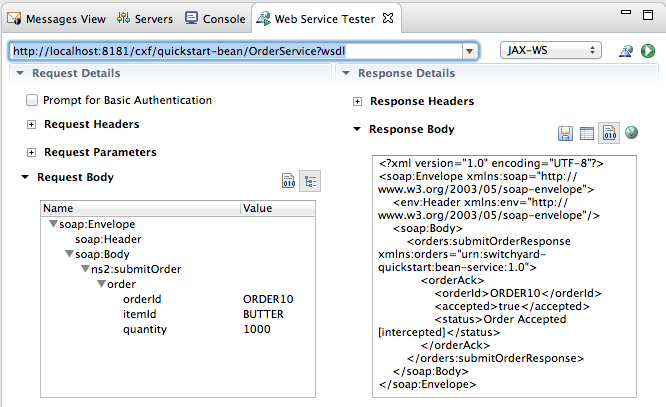 Messages View Servers Console Web Service Tester
http://localhost:8181/cxf/quickstart-bean/OrderService?wsdl JAX-WS
Request Details
Prompt for Basic Authentication
Request Headers
Request Parameters
Request Body
010
Name Value
soap:Envelope
soap:Header
soap:Body
ns2:submitOrder
order
orderId ORDER10
itemId BUTTER
quantity 1000
Response Details
Response Headers
Response Body
010
<?xml version="1.0" encoding="UTF-8"?>
<soap:Envelope xmlns:soap="http://
www.w3.org/2003/05/soap-envelope">
<env:Header xmlns:env="http://
www.w3.org/2003/05/soap-envelope"/>
<soap:Body>
<orders:submitOrderResponse
xmlns:orders="urn:switchyard-
quickstart:bean-service:1.0">
<orderAck>
<orderId>ORDER10</orderId>
<accepted>true</accepted>
<status>Order Accepted
[intercepted]</status>
</orderAck>
</orders:submitOrderResponse>
</soap:Body>
</soap:Envelope>